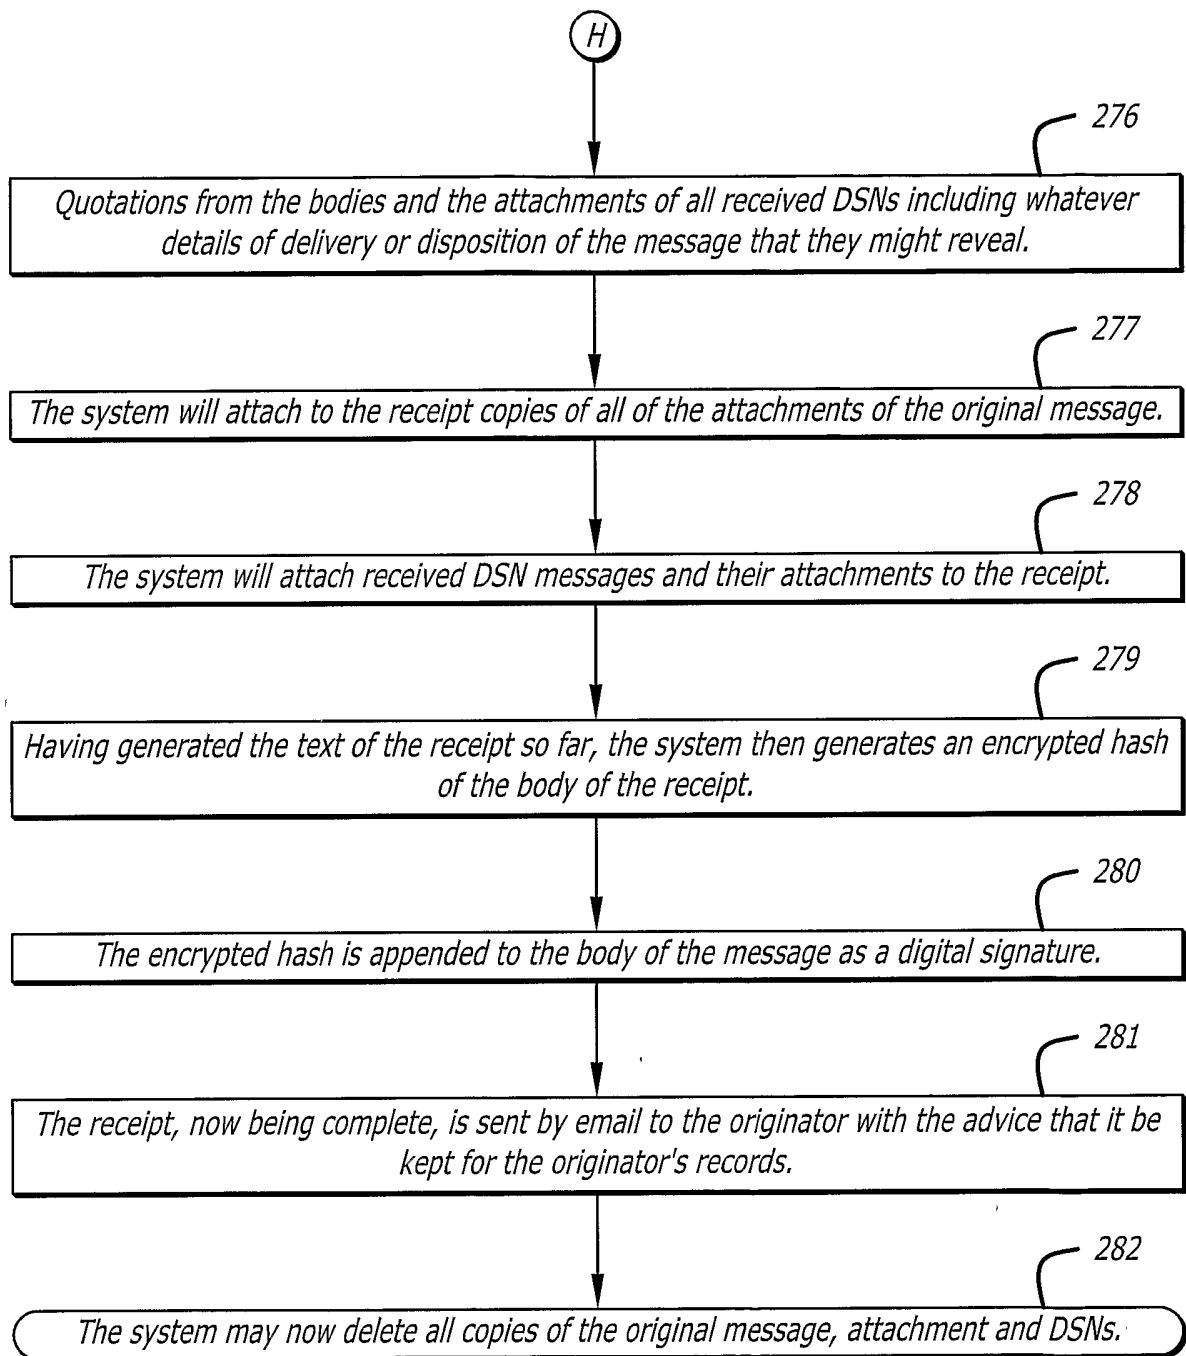 H
276
Quotations from the bodies and the attachments of all received DSNs including whatever
details of delivery or disposition of the message that they might reveal.
277
The system will attach to the receipt copies of all of the attachments of the original message.
278
The system will attach received DSN messages and their attachments to the receipt.
279
Having generated the text of the receipt so far, the system then generates an encrypted hash
of the body of the receipt.
280
The encrypted hash is appended to the body of the message as a digital signature.
281
The receipt, now being complete, is sent by email to the originator with the advice that it be
kept for the originator's records.
282
The system may now delete all copies of the original message, attachment and DSNs.